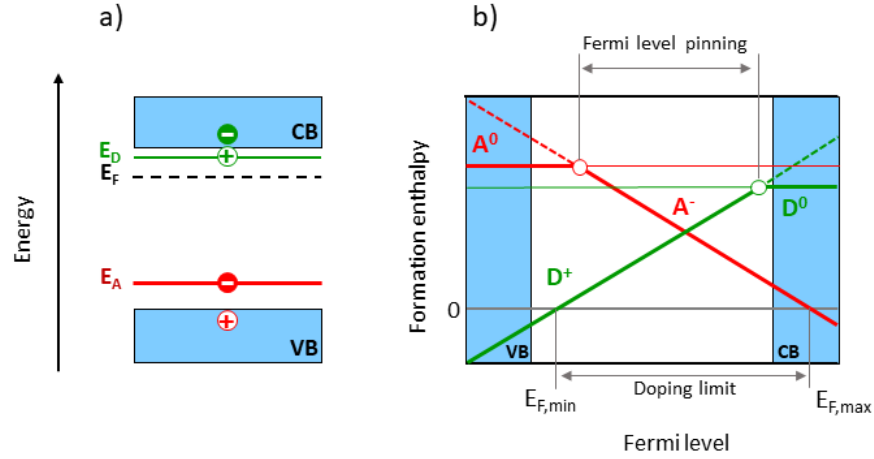 a)
Energy
CB
E_D
E_F
E_A
VB
b)
Fermi level pinning
Formation enthalpy
A^0
A^-
D^0
D^+
0
VB
CB
Doping limit
E_F,min
E_F,max
Fermi level